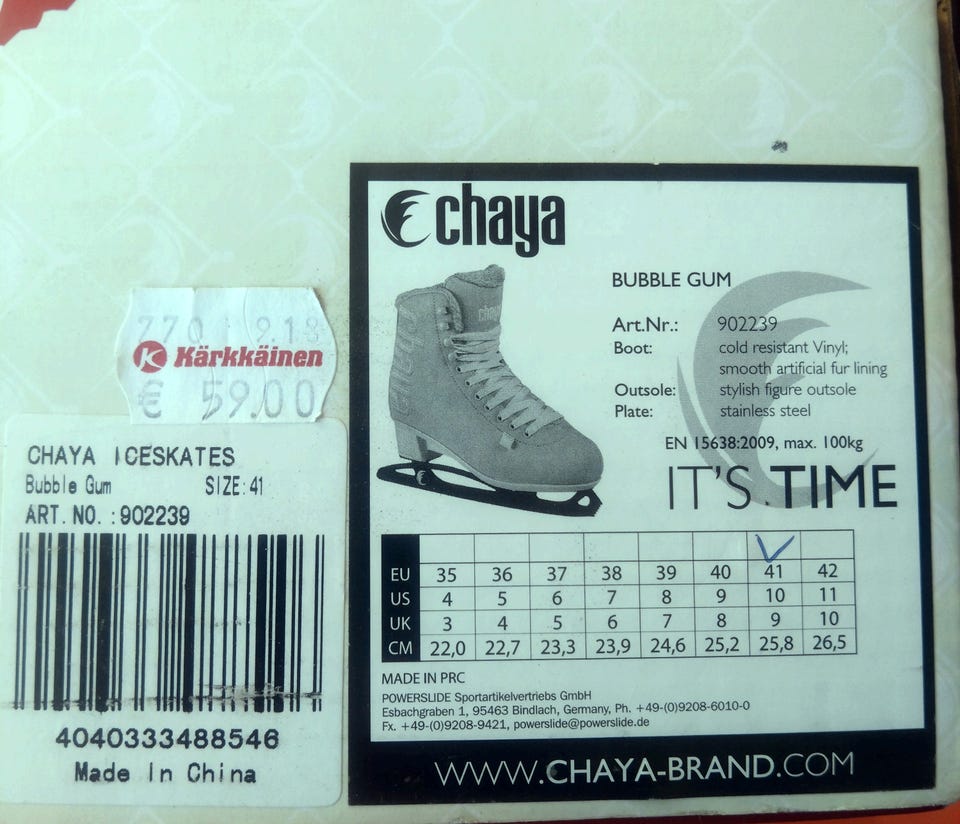 7701918
Kärkkäinen
€ 59.00
CHAYA ICESKATES
Bubble Gum SIZE:41
ART.NO.:902239
4040333488546
Made In China
chaya
chaya
BUBBLE GUM
Art.Nr.: 902239
Boot: cold resistant Vinyl;
smooth artificial fur lining
Outsole: stylish figure outsole
Plate: stainless steel
EN 15638:2009, max. 100kg
IT'S TIME
EU 35 36 37 38 39 40 41 42
US 4 5 6 7 8 9 10 11
UK 3 4 5 6 7 8 9 10
CM 22,0 22,7 23,3 23,9 24,6 25,2 25,8 26,5
MADE IN PRC
POWERSLIDE Sportartikelvertriebs GmbH
Esbachgraben 1, 95463 Bindlach, Germany, Ph. +49-(0)9208-6010-0
Fx. +49-(0)9208-9421, powerslide@powerslide.de
WWW.CHAYA-BRAND.COM